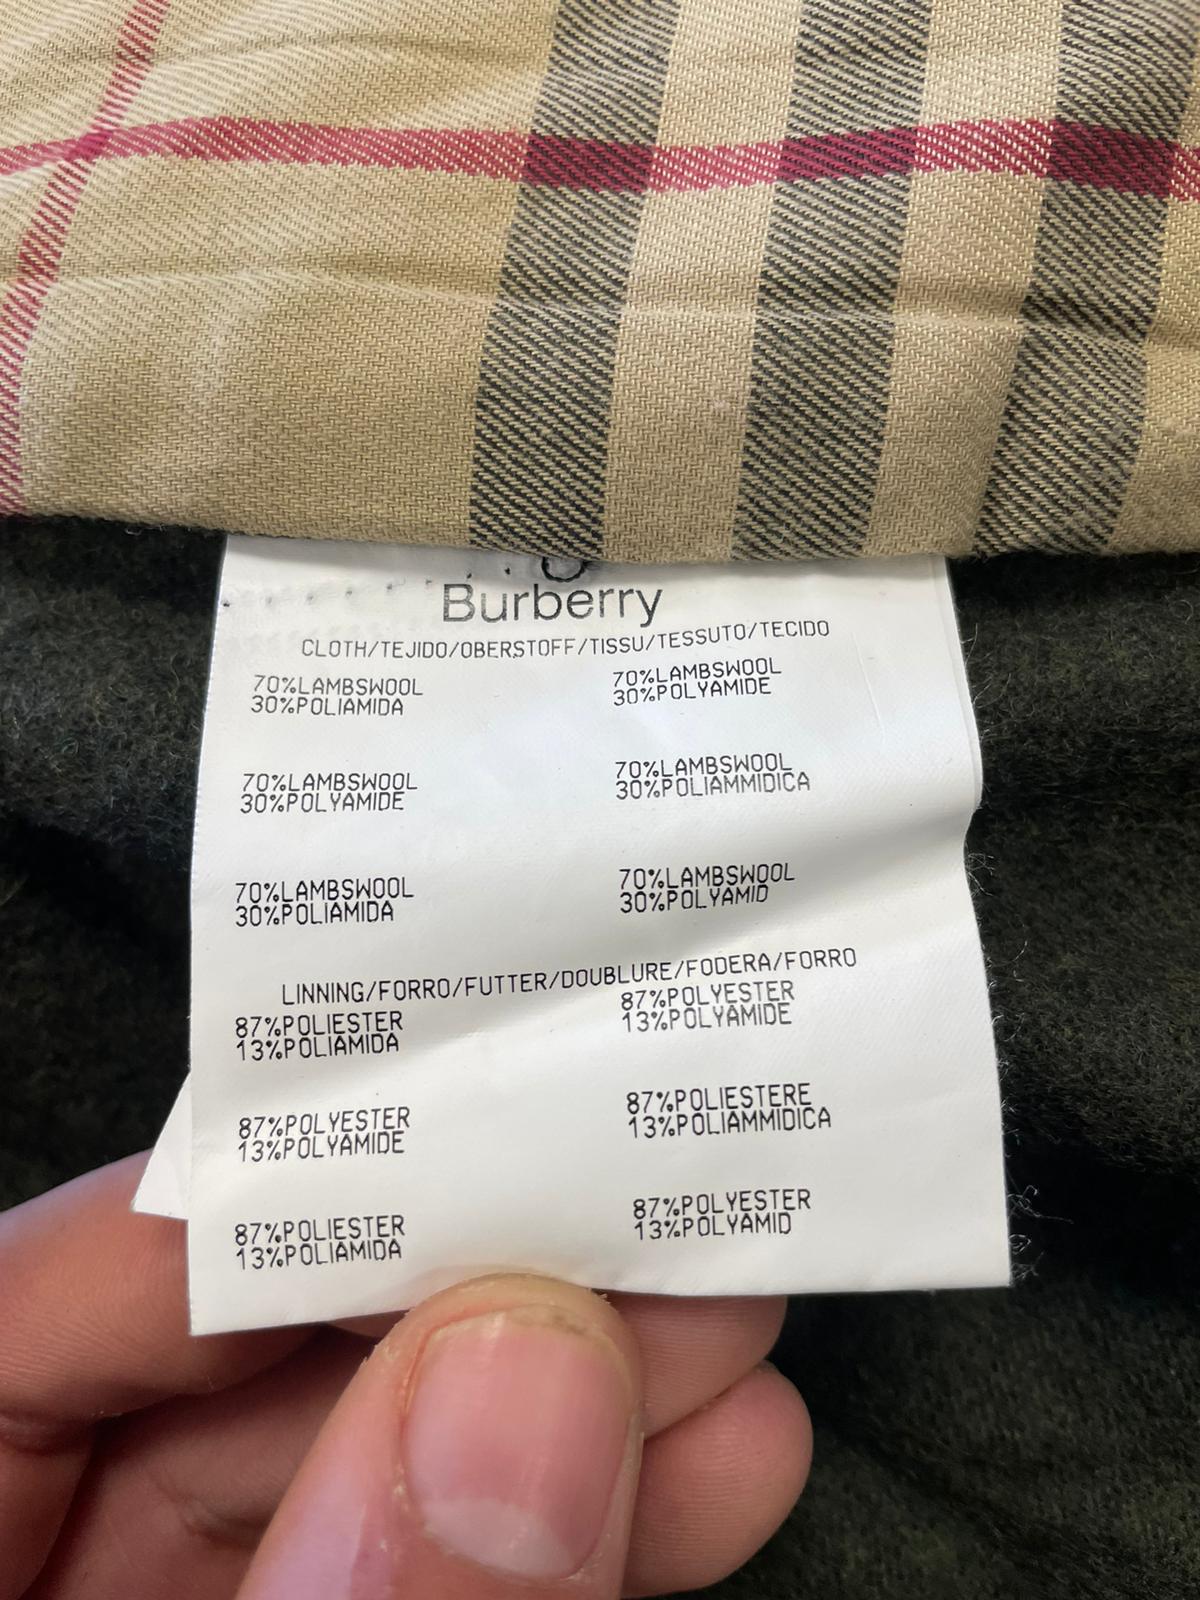 Burberry
CLOTH/TEJIDO/OBERSTOFF/TISSU/TESSUTO/TECIDO
70%LAMBSWOOL 70%LAMBSWOOL
30%POLIAMIDA 30%POLYAMIDE
70%LAMBSWOOL 70%LAMBSWOOL
30%POLYAMIDE 30%POLIAMMIDICA
70%LAMBSWOOL 70%LAMBSWOOL
30%POLIAMIDA 30%POLYAMID
LINNING/FORRO/FUTTER/DOUBLURE/FODERA/FORRO
87%POLIESTER 87%POLYESTER
13%POLIAMIDA 13%POLYAMIDE
87%POLYESTER 87%POLIESTERE
13%POLYAMIDE 13%POLIAMMIDICA
87%POLIESTER 87%POLYESTER
13%POLIAMIDA 13%POLYAMID